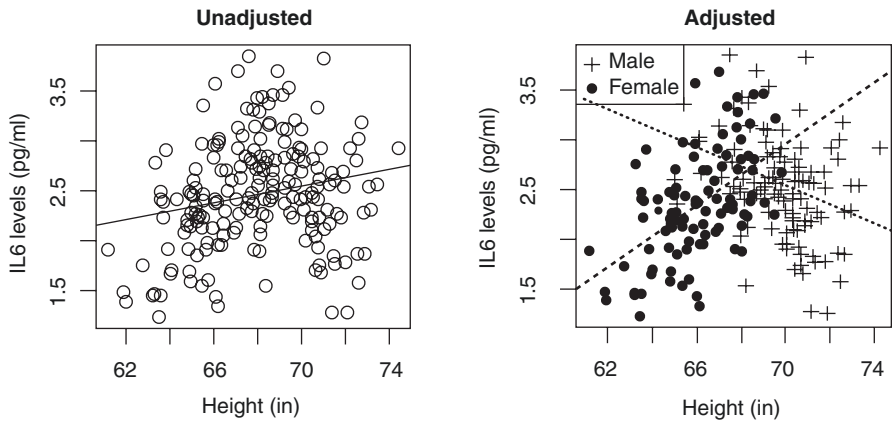 Unadjusted
IL6 levels (pg/ml)
3.5
2.5
1.5
62
66
70
74
Height (in)
Adjusted
Male
Female
IL6 levels (pg/ml)
3.5
2.5
1.5
62
66
70
74
Height (in)